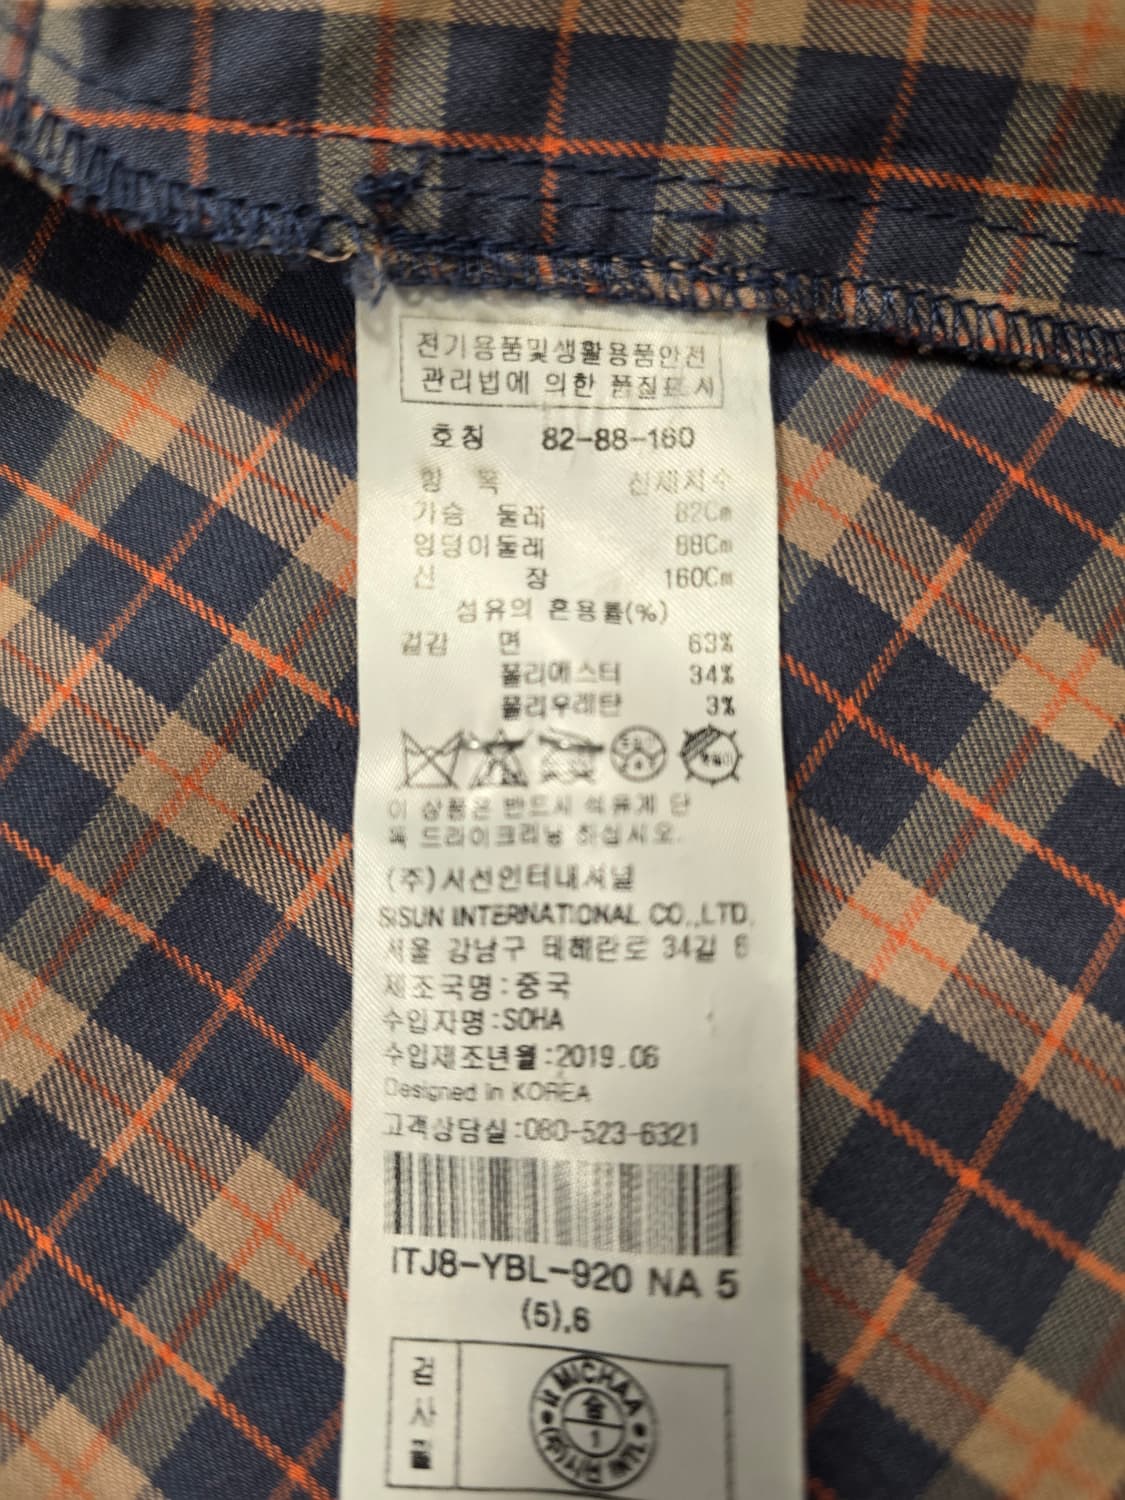 전기용품및생활용품안전
관리법에 의한 품질표시
호칭 82-88-160
항 목 신체치수
가슴 둘레 82Cm
엉덩이둘레 88Cm
신 장 160Cm
섬유의 혼용률(%)
겉감 면 63%
폴리에스터 34%
폴리우레탄 3%
이 상품은 반드시 석유계 단
독 드라이크리닝 하십시오.
(주)시선인터내셔널
SISUN INTERNATIONAL CO.,LTD.
서울 강남구 테헤란로 34길 6
제조국명:중국
수입자명:SOHA
수입제조년월:2019.06
Designed in KOREA
고객상담실:080-523-6321
ITJ8-YBL-920 NA 5
(5).6
검사필
MICHAA
송
1